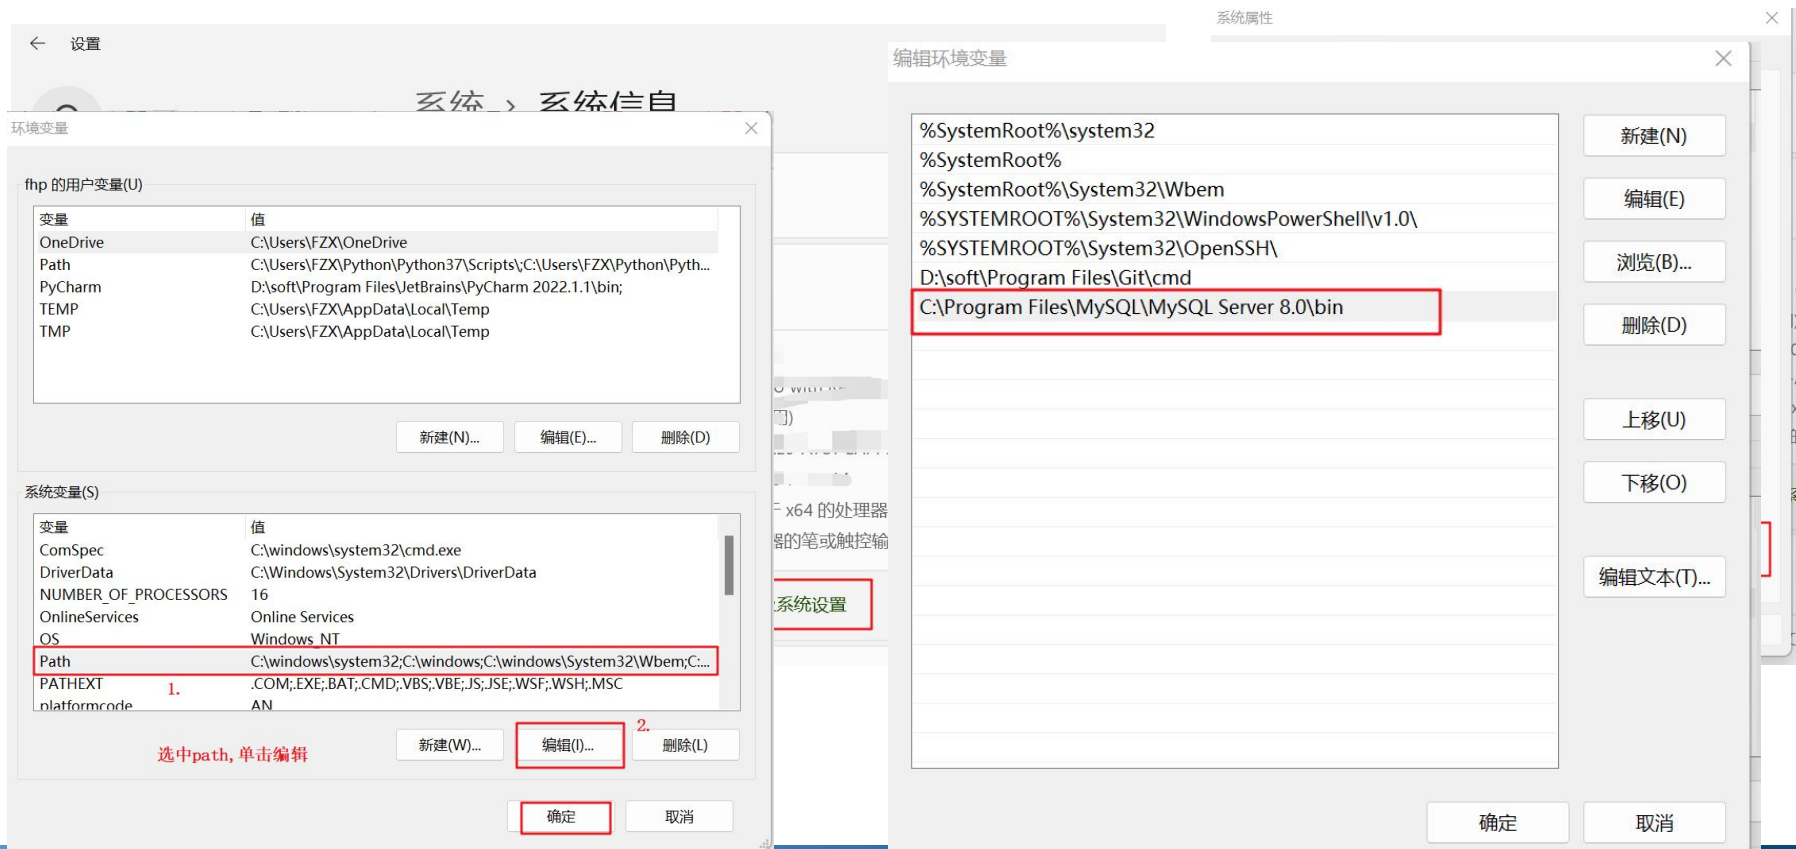 设置
系统 › 系统信息
环境变量
fhp 的用户变量(U)
变量 值
OneDrive C:\Users\FZX\OneDrive
Path C:\Users\FZX\Python\Python37\Scripts\;C:\Users\FZX\Python\Pyth...
PyCharm D:\soft\Program Files\JetBrains\PyCharm 2022.1.1\bin;
TEMP C:\Users\FZX\AppData\Local\Temp
TMP C:\Users\FZX\AppData\Local\Temp
新建(N)... 编辑(E)... 删除(D)
系统变量(S)
变量 值
ComSpec C:\windows\system32\cmd.exe
DriverData C:\Windows\System32\Drivers\DriverData
NUMBER_OF_PROCESSORS 16
OnlineServices Online Services
OS Windows_NT
Path C:\windows\system32;C:\windows;C:\windows\System32\Wbem;C:...
PATHEXT .COM;.EXE;.BAT;.CMD;.VBS;.VBE;.JS;.JSE;.WSF;.WSH;.MSC
platformcode AN
1.
2.
新建(W)... 编辑(I)... 删除(L)
选中path,单击编辑
确定 取消
x64 的处理器
器的笔或触控输
系统设置
系统属性
编辑环境变量
%SystemRoot%\system32
%SystemRoot%
%SystemRoot%\System32\Wbem
%SYSTEMROOT%\System32\WindowsPowerShell\v1.0\
%SYSTEMROOT%\System32\OpenSSH\
D:\soft\Program Files\Git\cmd
C:\Program Files\MySQL\MySQL Server 8.0\bin
新建(N)
编辑(E)
浏览(B)...
删除(D)
上移(U)
下移(O)
编辑文本(T)...
确定 取消